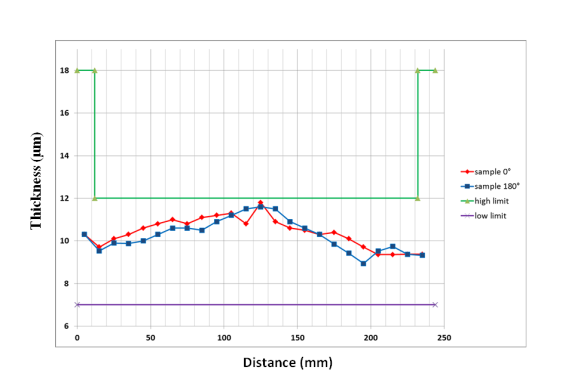 Thickness (µm)
18
16
14
12
10
8
6
0 50 100 150 200 250
Distance (mm)
sample 0°
sample 180°
high limit
low limit